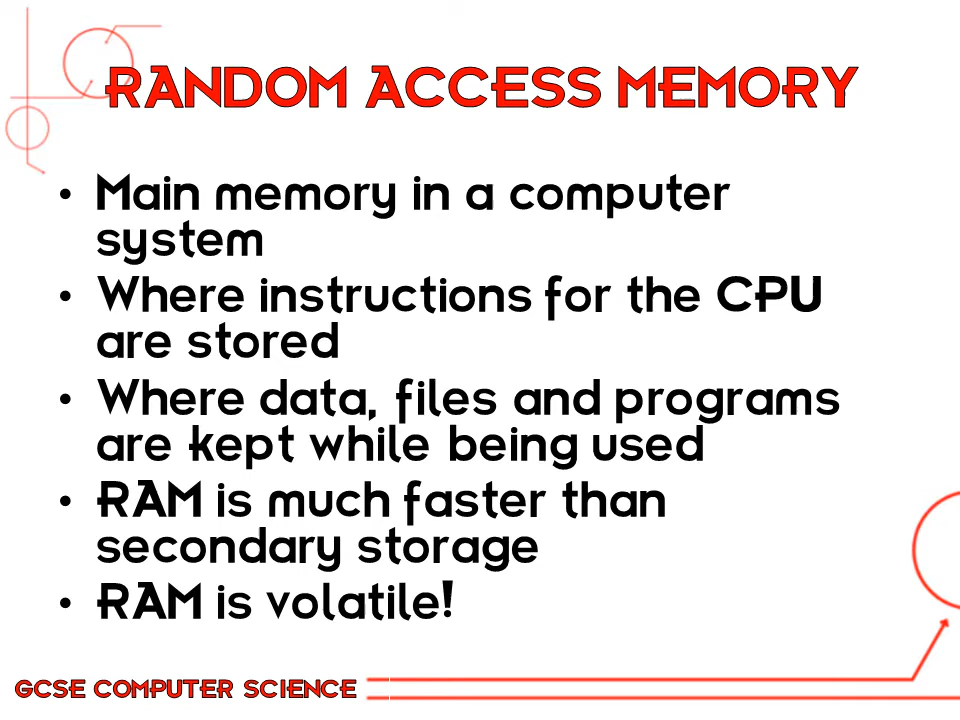 RANDOM ACCESS MEMORY
• Main memory in a computer
system
• Where instructions for the CPU
are stored
• Where data, files and programs
are kept while being used
• RAM is much faster than
secondary storage
• RAM is volatile!
GCSE COMPUTER SCIENCE